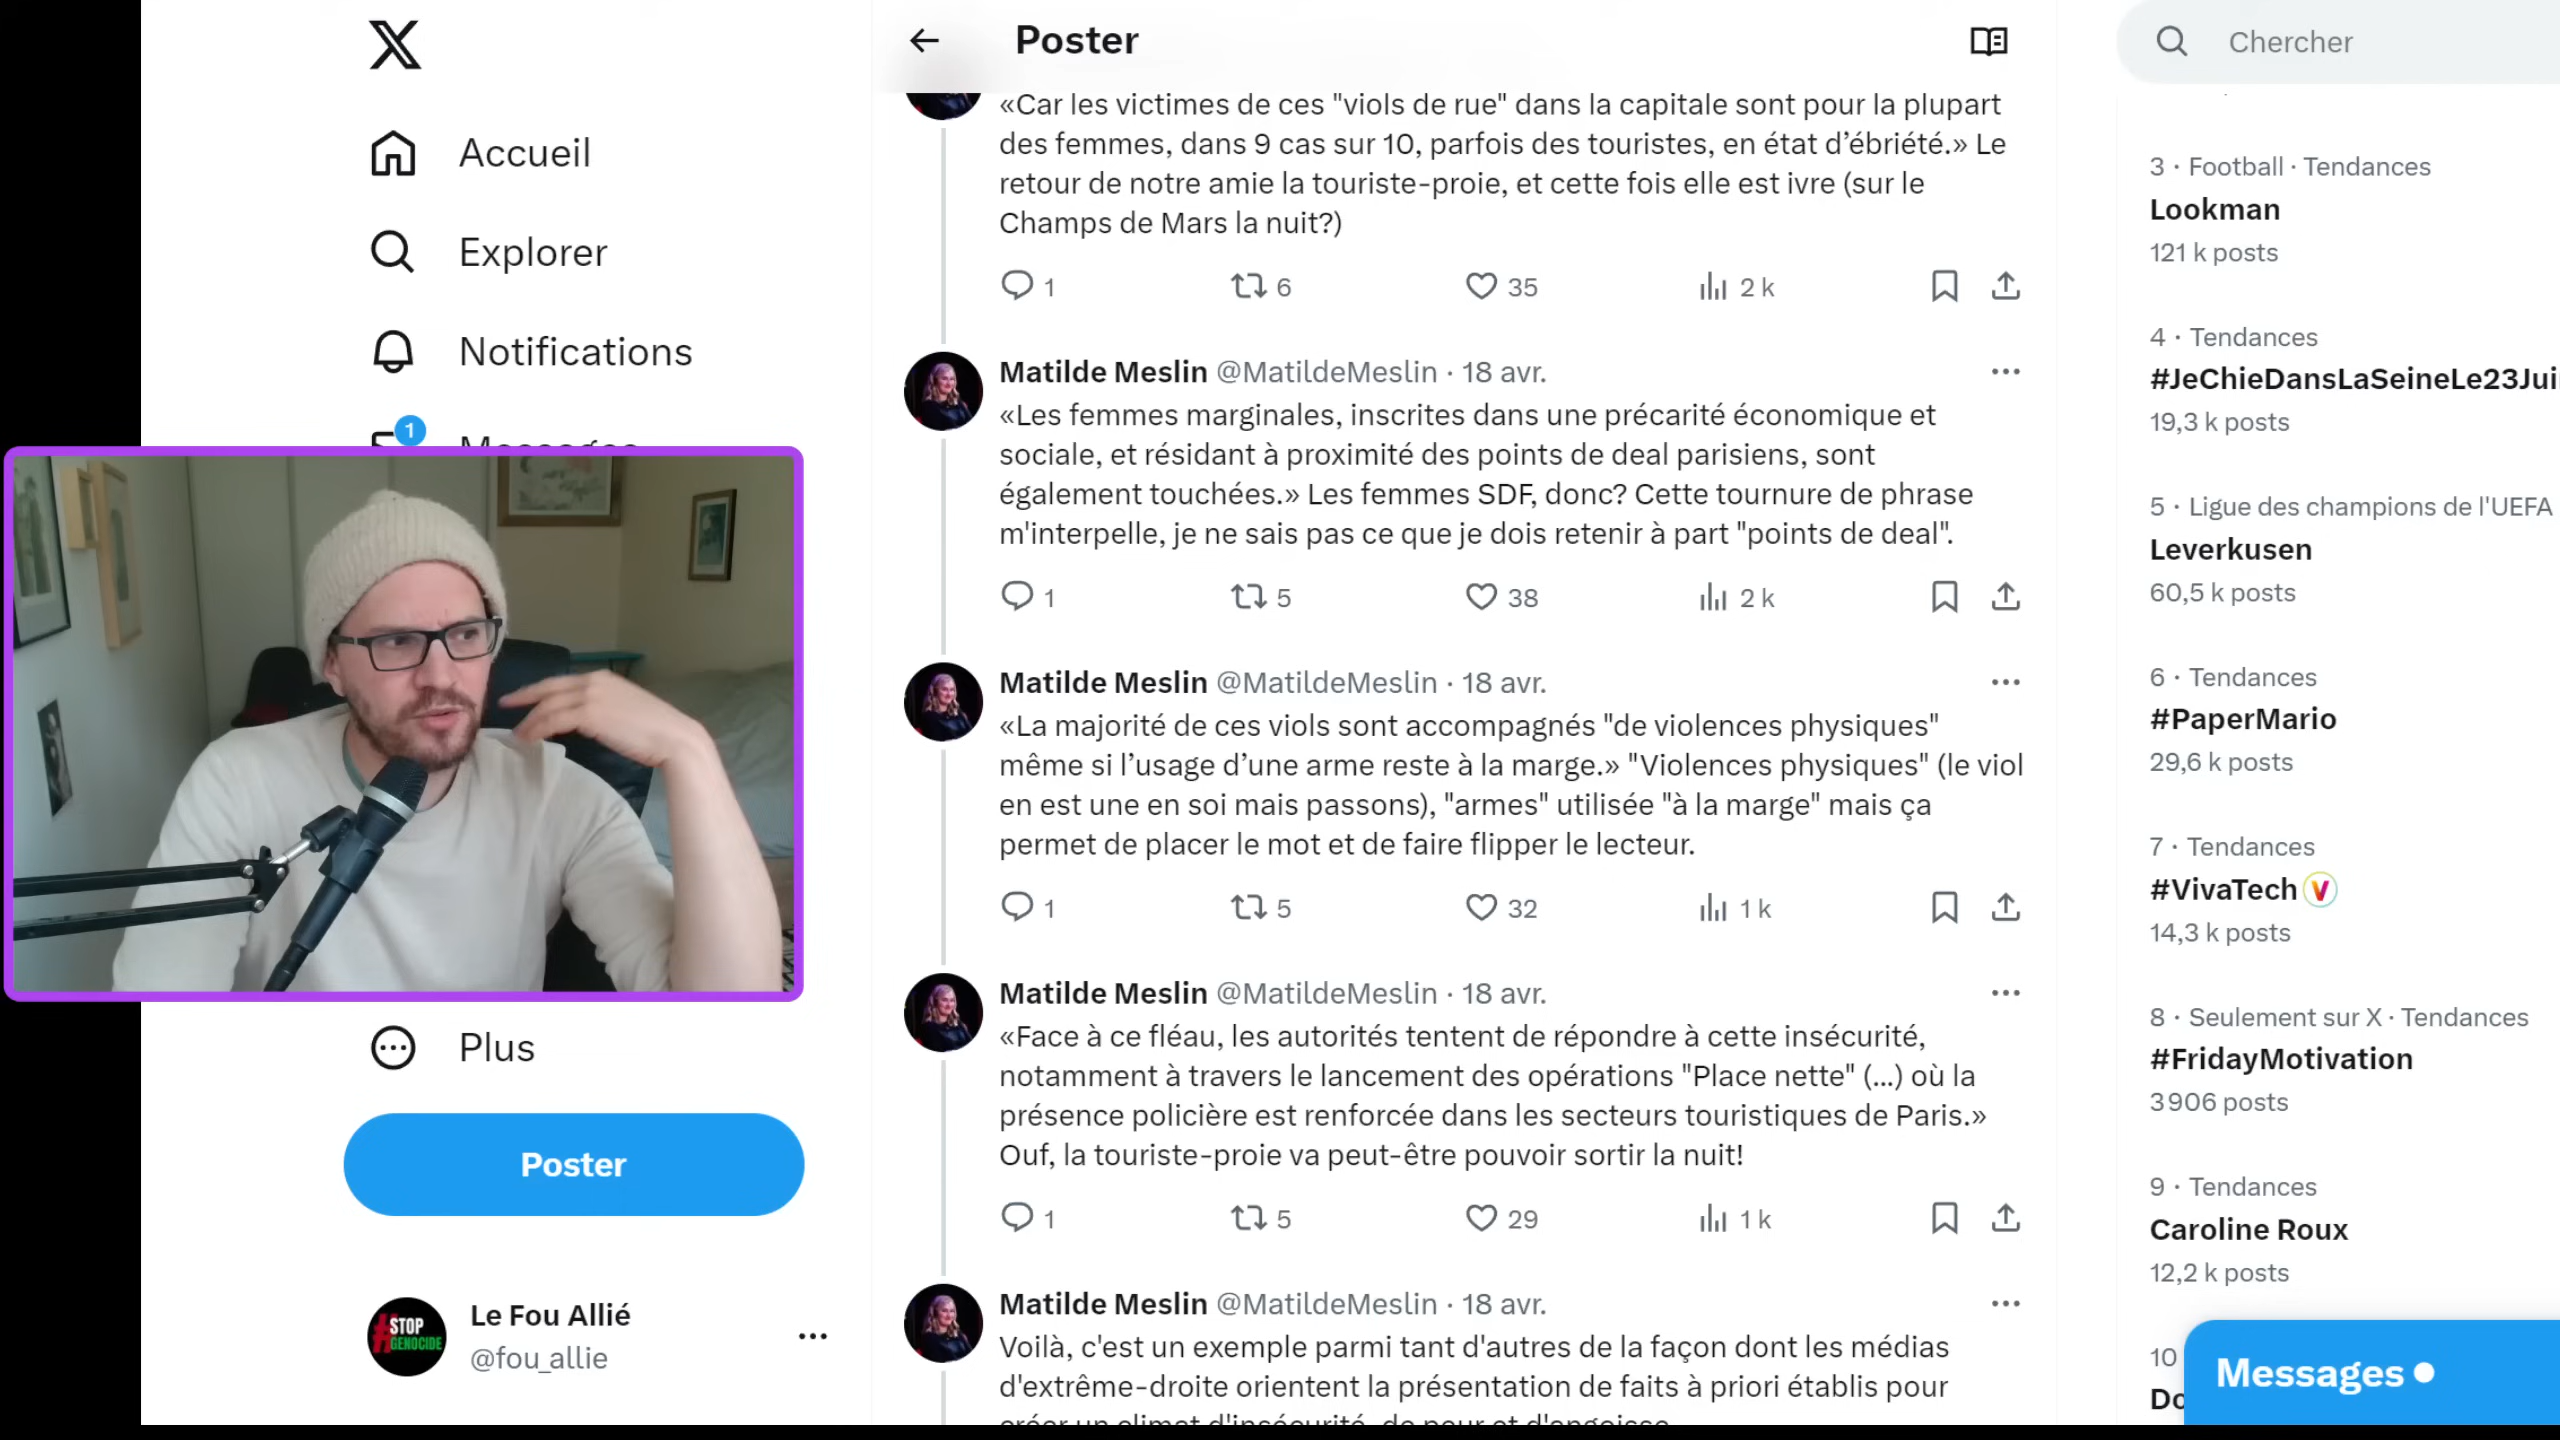 Accueil
Explorer
Notifications
1
Messages
Plus
Poster
Le Fou Allié
@fou_allie
#STOP
GENOCIDE
Poster
«Car les victimes de ces "viols de rue" dans la capitale sont pour la plupart
des femmes, dans 9 cas sur 10, parfois des touristes, en état d’ébriété.» Le
retour de notre amie la touriste-proie, et cette fois elle est ivre (sur le
Champs de Mars la nuit?)
1 6 35 2 k
Matilde Meslin @MatildeMeslin · 18 avr.
«Les femmes marginales, inscrites dans une précarité économique et
sociale, et résidant à proximité des points de deal parisiens, sont
également touchées.» Les femmes SDF, donc? Cette tournure de phrase
m'interpelle, je ne sais pas ce que je dois retenir à part "points de deal".
1 5 38 2 k
Matilde Meslin @MatildeMeslin · 18 avr.
«La majorité de ces viols sont accompagnés "de violences physiques"
même si l’usage d’une arme reste à la marge.» "Violences physiques" (le viol
en est une en soi mais passons), "armes" utilisée "à la marge" mais ça
permet de placer le mot et de faire flipper le lecteur.
1 5 32 1 k
Matilde Meslin @MatildeMeslin · 18 avr.
«Face à ce fléau, les autorités tentent de répondre à cette insécurité,
notamment à travers le lancement des opérations "Place nette" (...) où la
présence policière est renforcée dans les secteurs touristiques de Paris.»
Ouf, la touriste-proie va peut-être pouvoir sortir la nuit!
1 5 29 1 k
Matilde Meslin @MatildeMeslin · 18 avr.
Voilà, c'est un exemple parmi tant d'autres de la façon dont les médias
d'extrême-droite orientent la présentation de faits à priori établis pour
créer un climat d'insécurité, de peur et d'angoisse.
Chercher
3 · Football · Tendances
Lookman
121 k posts
4 · Tendances
#JeChieDansLaSeineLe23Jui
19,3 k posts
5 · Ligue des champions de l'UEFA
Leverkusen
60,5 k posts
6 · Tendances
#PaperMario
29,6 k posts
7 · Tendances
#VivaTech V
14,3 k posts
8 · Seulement sur X · Tendances
#FridayMotivation
3 906 posts
9 · Tendances
Caroline Roux
12,2 k posts
10
Do
Messages